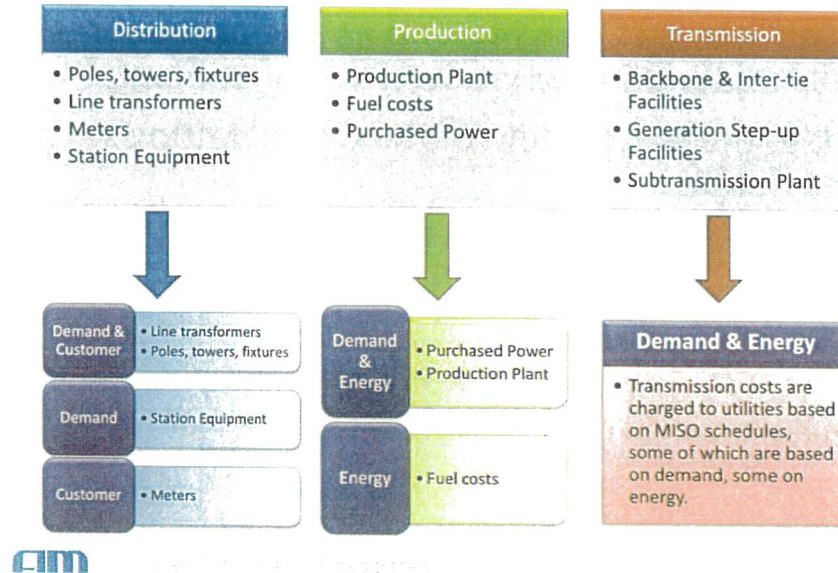 Distribution
• Poles, towers, fixtures
• Line transformers
• Meters
• Station Equipment
Production
• Production Plant
• Fuel costs
• Purchased Power
Transmission
• Backbone & Inter-tie
Facilities
• Generation Step-up
Facilities
• Subtransmission Plant
Demand &
Customer
• Line transformers
• Poles, towers, fixtures
Demand
• Station Equipment
Customer
• Meters
Demand
&
Energy
• Purchased Power
• Production Plant
Energy
• Fuel costs
Demand & Energy
• Transmission costs are
charged to utilities based
on MISO schedules,
some of which are based
on demand, some on
energy.